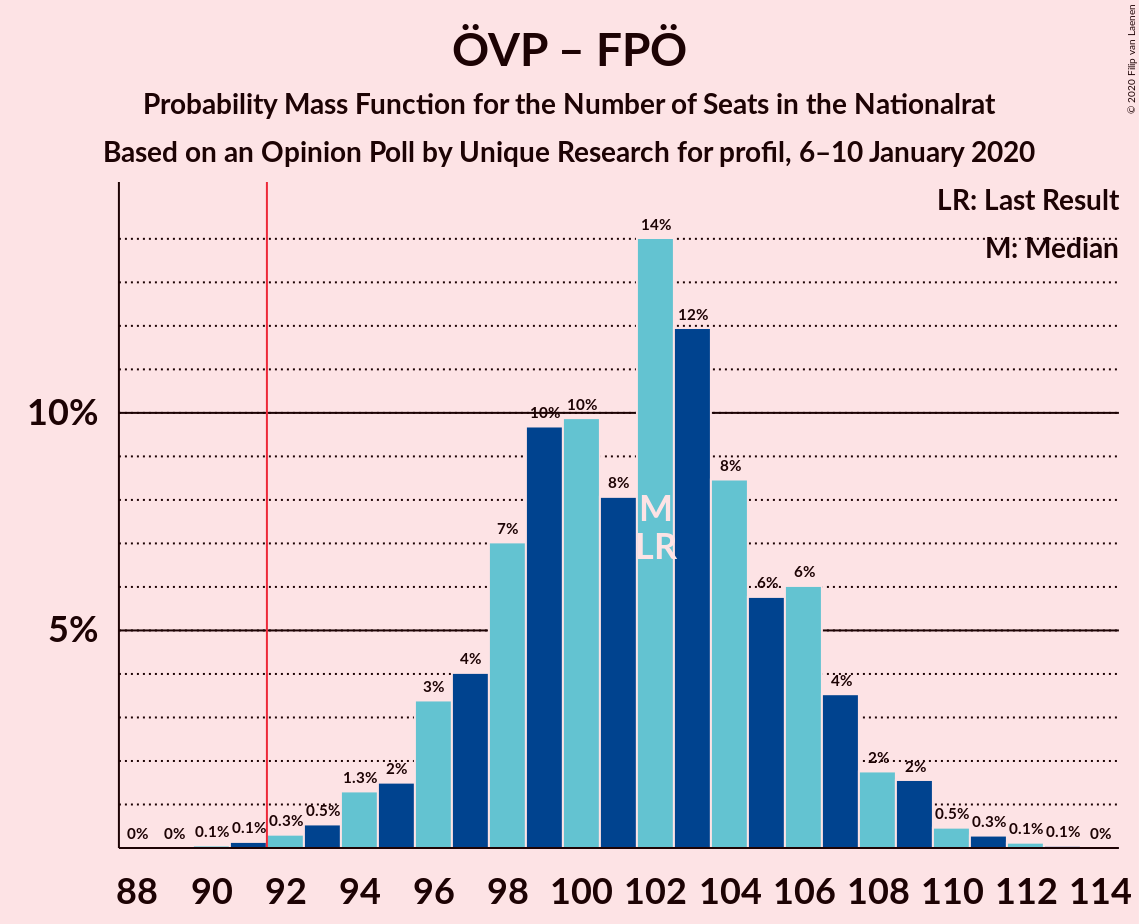 ÖVP – FPÖ
Probability Mass Function for the Number of Seats in the Nationalrat
Based on an Opinion Poll by Unique Research for profil, 6–10 January 2020
© 2020 Filip van Laenen
LR: Last Result
M: Median
10%
5%
0% 0% 0.1% 0.1% 0.3% 0.5% 1.3% 2% 3% 4% 7% 10% 10% 8% 14% 12% 8% 6% 6% 4% 2% 2% 0.5% 0.3% 0.1% 0.1% 0%
M
LR
88 90 92 94 96 98 100 102 104 106 108 110 112 114